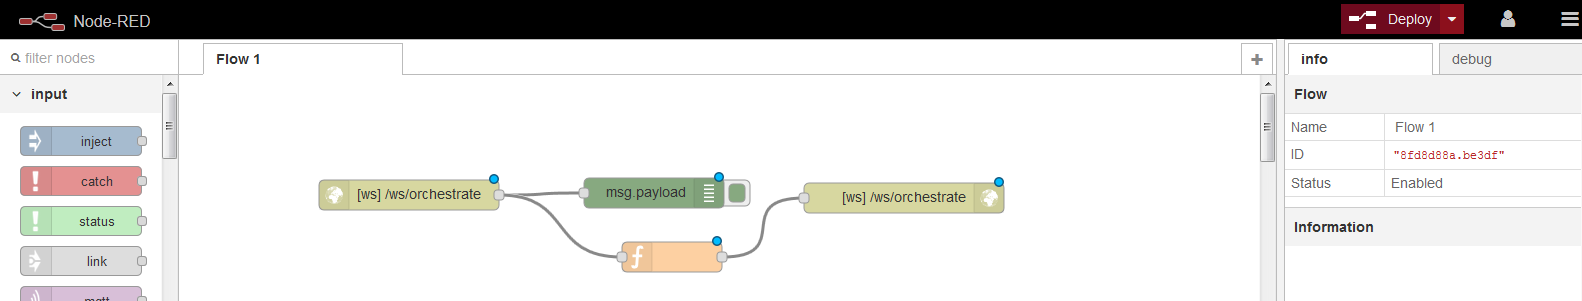 Node-RED
Deploy
filter nodes
Flow 1
info
debug
input
Flow
inject
Name
Flow 1
ID
"8fd8d88a.be3df"
catch
Status
Enabled
[ws] /ws/orchestrate
msg.payload
[ws] /ws/orchestrate
status
Information
link
mqtt